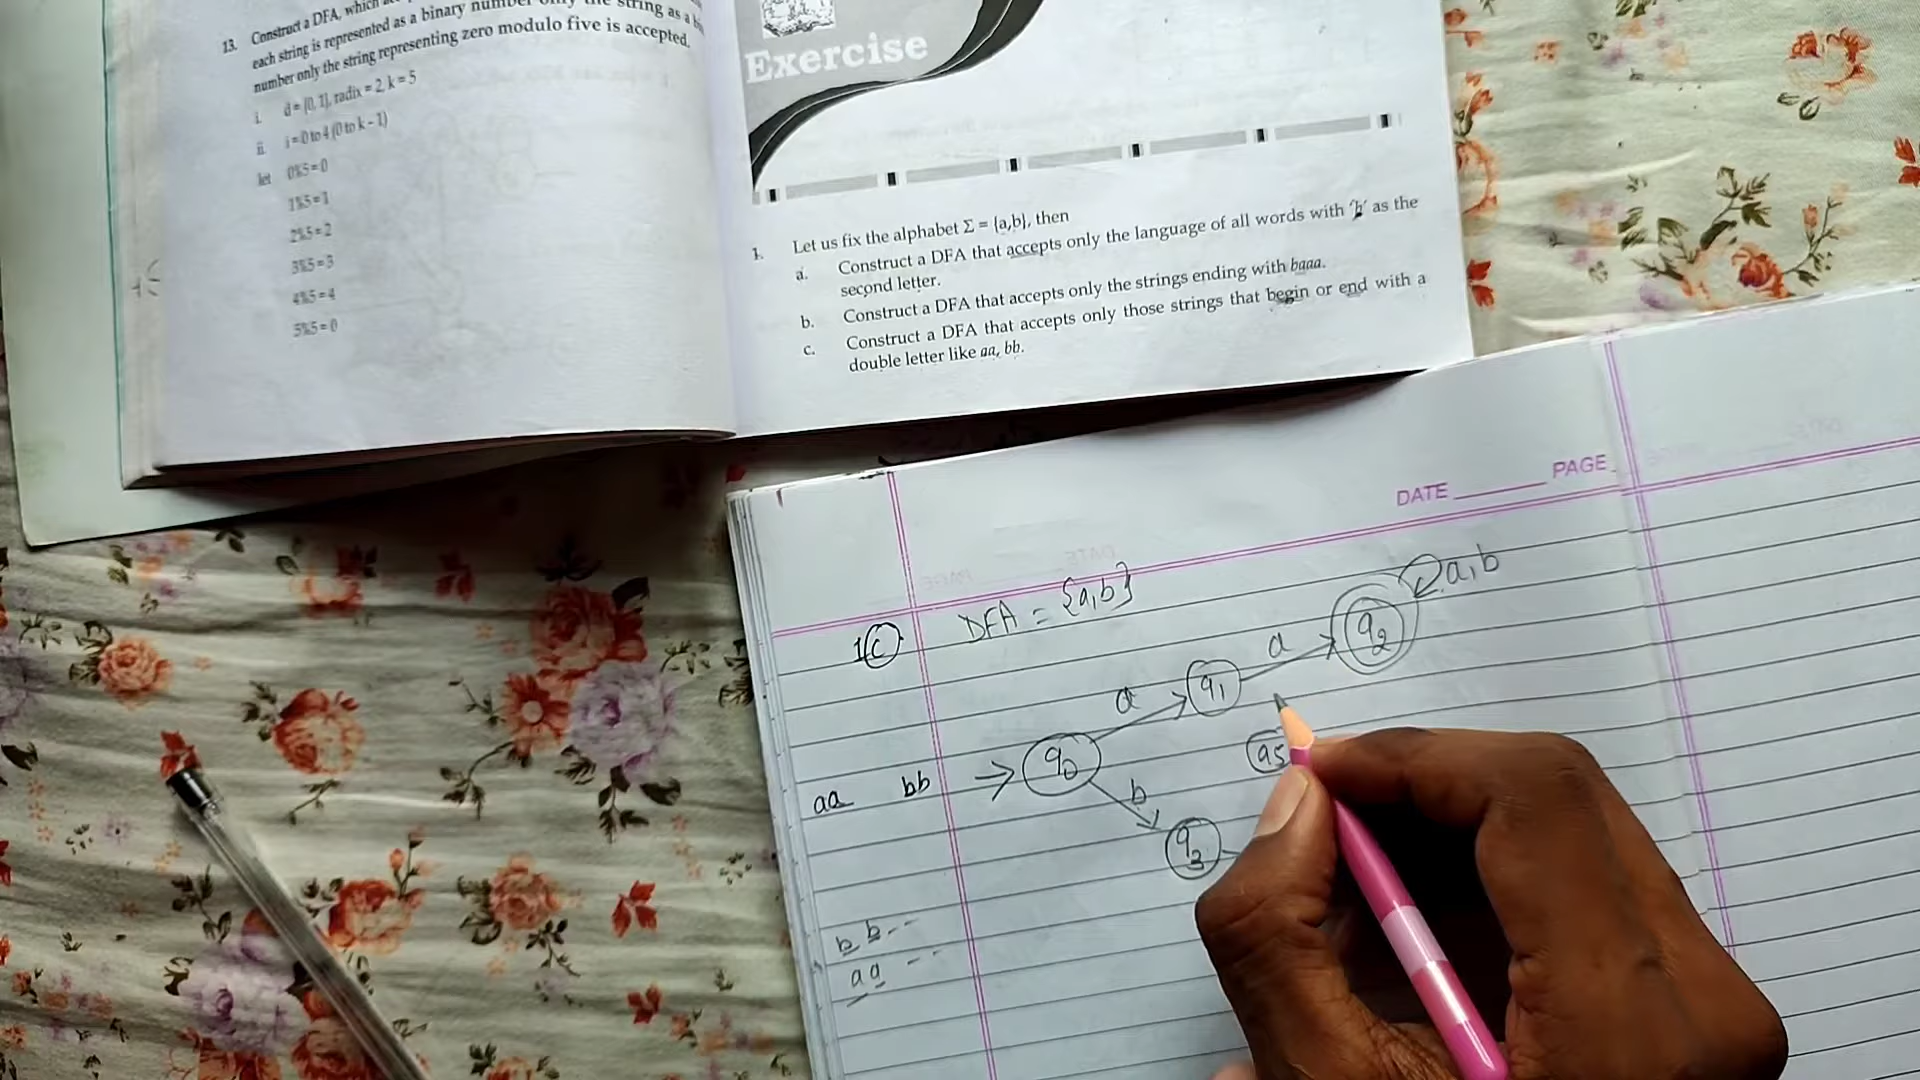 13. Construct a DFA, which
each string is represented as a binary number only the string as a
number only the string representing zero modulo five is accepted.
i. d = {0, 1}, radix = 2, k = 5
ii. i = 0 to 4 (0 to k - 1)
let 0%5 = 0
1%5 = 1
2%5 = 2
3%5 = 3
4%5 = 4
5%5 = 0
Exercise
1. Let us fix the alphabet Σ = {a,b}, then
a. Construct a DFA that accepts only the language of all words with 'b' as the
second letter.
b. Construct a DFA that accepts only the strings ending with baaa.
c. Construct a DFA that accepts only those strings that begin or end with a
double letter like aa, bb.
DATE PAGE
1(c) DFA = {a,b}
a,b
q2
a
q1
a
q0
q5
aa bb
b
q3
bb--
aa --